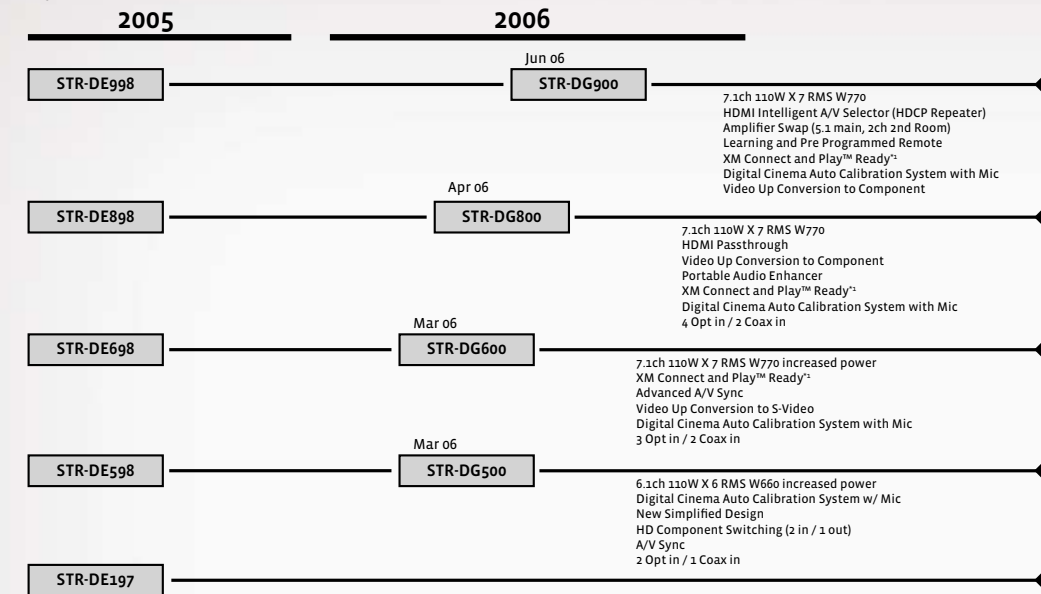 2005 2006
Jun 06
STR-DE998 STR-DG900
7.1ch 110W X 7 RMS W770
HDMI Intelligent A/V Selector (HDCP Repeater)
Amplifier Swap (5.1 main, 2ch 2nd Room)
Learning and Pre Programmed Remote
XM Connect and Play™ Ready*¹
Digital Cinema Auto Calibration System with Mic
Video Up Conversion to Component
Apr 06
STR-DE898 STR-DG800
7.1ch 110W X 7 RMS W770
HDMI Passthrough
Video Up Conversion to Component
Portable Audio Enhancer
XM Connect and Play™ Ready*¹
Digital Cinema Auto Calibration System with Mic
4 Opt in / 2 Coax in
Mar 06
STR-DE698 STR-DG600
7.1ch 110W X 7 RMS W770 increased power
XM Connect and Play™ Ready*¹
Advanced A/V Sync
Video Up Conversion to S-Video
Digital Cinema Auto Calibration System with Mic
3 Opt in / 2 Coax in
Mar 06
STR-DE598 STR-DG500
6.1ch 110W X 6 RMS W660 increased power
Digital Cinema Auto Calibration System w/ Mic
New Simplified Design
HD Component Switching (2 in / 1 out)
A/V Sync
2 Opt in / 1 Coax in
STR-DE197